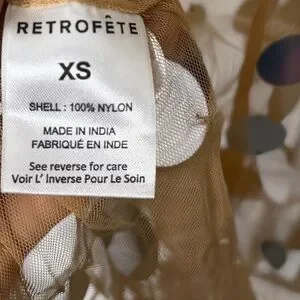 RETROFÊTE
XS
SHELL : 100% NYLON
MADE IN INDIA
FABRIQUÉ EN INDE
See reverse for care
Voir L' Inverse Pour Le Soin